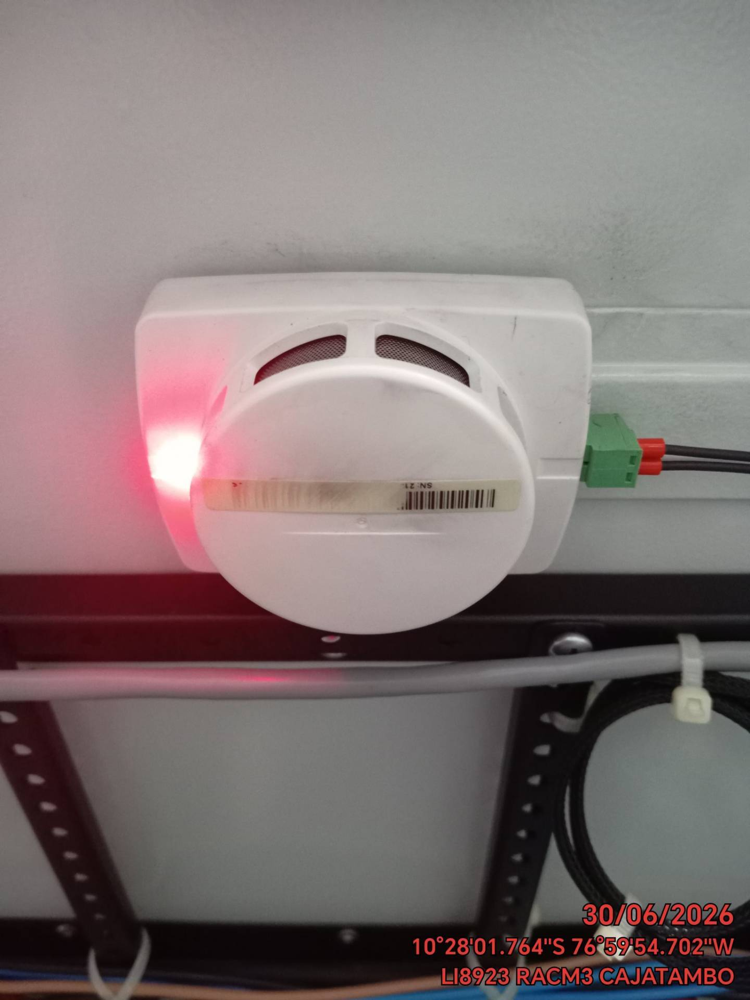 SN: 21
30/06/2026
10°28'01.764"S 76°59'54.702"W
LI8923 RACM3 CAJATAMBO